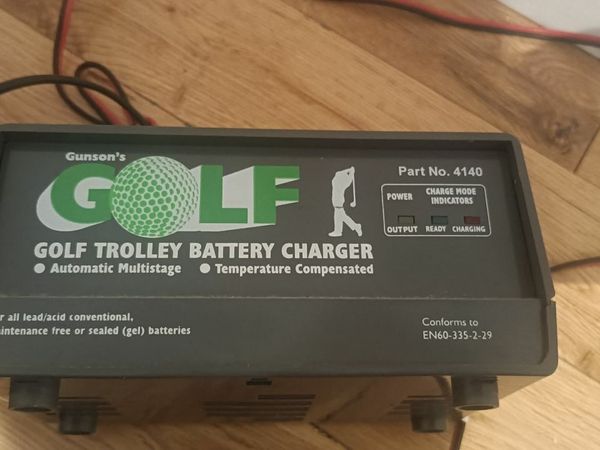 Gunson's
GOLF
Part No. 4140
POWER
CHARGE MODE
INDICATORS
OUTPUT READY CHARGING
GOLF TROLLEY BATTERY CHARGER
● Automatic Multistage ● Temperature Compensated
all lead/acid conventional,
free or sealed (gel) batteries
Conforms to
EN60-335-2-29